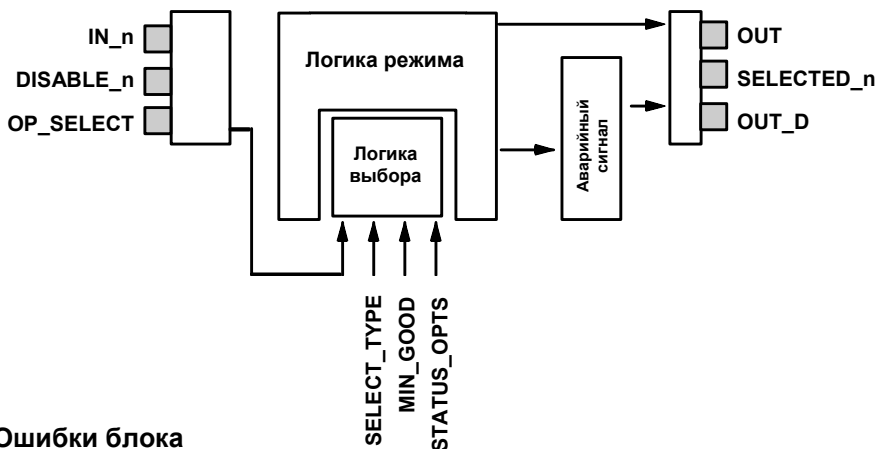 IN_n
DISABLE_n
OP_SELECT
Логика режима
Логика
выбора
Аварийный
сигнал
OUT
SELECTED_n
OUT_D
SELECT_TYPE
MIN_GOOD
STATUS_OPTS
Ошибки блока